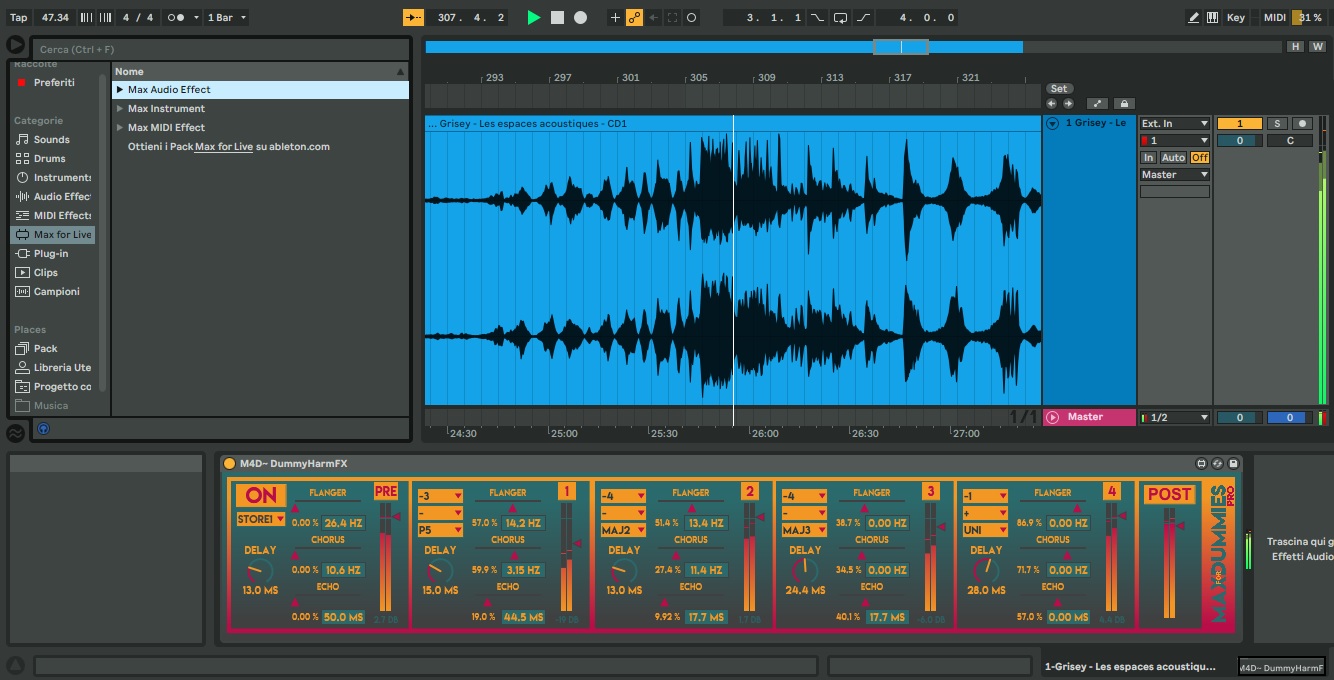 Tap 47.34 4 / 4 1 Bar 307. 4. 2 3. 1. 1 4. 0. 0 Key MIDI 31 %
Cerca (Ctrl + F)
H W
Raccolte
Preferiti
Categorie
Sounds
Drums
Instruments
Audio Effec
MIDI Effects
Max for Live
Plug-in
Clips
Campioni
Places
Pack
Libreria Ute
Progetto co
Musica
Nome
Max Audio Effect
Max Instrument
Max MIDI Effect
Ottieni i Pack Max for Live su ableton.com
293 297 301 305 309 313 317 321
Set
... Grisey - Les espaces acoustiques - CD1
1 Grisey - Le
Ext. In 1 S
1 0 C
In Auto Off
Master
1/1
Master 1/2 0 0
24:30 25:00 25:30 26:00 26:30 27:00
M4D~ DummyHarmFX
ON
STORE1
DELAY
13.0 MS
FLANGER PRE
0.00 % 26.4 HZ
CHORUS
0.00 % 10.6 HZ
ECHO
0.00 % 50.0 MS
2.7 DB
-3
-
P5
DELAY
15.0 MS
FLANGER 1
57.0 % 14.2 HZ
CHORUS
59.9 % 3.15 HZ
ECHO
19.0 % 44.5 MS
-19 DB
-4
-
MAJ2
DELAY
13.0 MS
FLANGER 2
51.4 % 13.4 HZ
CHORUS
27.4 % 11.4 HZ
ECHO
9.92 % 17.7 MS
1.7 DB
-4
-
MAJ3
DELAY
24.4 MS
FLANGER 3
38.7 % 0.00 HZ
CHORUS
34.5 % 0.00 HZ
ECHO
40.1 % 17.7 MS
-6.0 DB
-1
+
UNI
DELAY
28.0 MS
FLANGER 4
86.9 % 0.00 HZ
CHORUS
71.7 % 0.00 HZ
ECHO
57.0 % 0.00 MS
4.4 DB
POST
MAX FOR DUMMIES PRO
Trascina qui g
Effetti Audio
1-Grisey - Les espaces acoustiqu...
M4D~ DummyHarmF